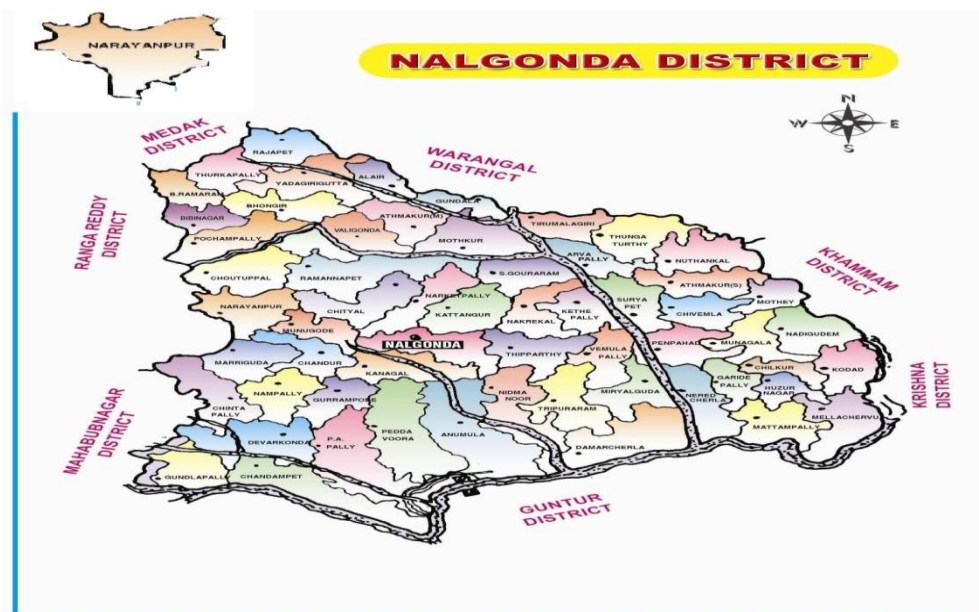 NARAYANPUR
NALGONDA DISTRICT
N
W E
S
MEDAK
DISTRICT
WARANGAL
DISTRICT
RANGA REDDY
DISTRICT
KHAMMAM
DISTRICT
KRISHNA
DISTRICT
MAHABUBNAGAR
DISTRICT
GUNTUR
DISTRICT
RAJAPET
THURKAPALLY
YADAGIRIGUTTA
ALAIR
B.RAMARAM
BHONGIR
GUNDALA
BIBINAGAR
ATHMAKUR(M)
TIRUMALAGIRI
POCHAMPALLY
VALIGONDA
MOTHKUR
THUNGA
TURTHY
ARVA
PALLY
NUTHANKAL
CHOUTUPPAL
RAMANNAPET
S.GOURARAM
ATHMAKUR(S)
NARKETPALLY
SURYA
PET
MOTHEY
NARAYANPUR
CHITYAL
KATTANGUR
NAKREKAL
KETHE
PALLY
CHIVEMLA
MUNUGODE
NADIGUDEM
NALGONDA
PENPAHAD
MUNAGALA
MARRIGUDA
CHANDUR
THIPPARTHY
VEMULA
PALLY
KANAGAL
CHILKUR
KODAD
GARIDE
PALLY
NAMPALLY
GURRAMPODE
NIDMA
NOOR
MIRYALGUDA
NERED
CHERLA
HUZUR
NAGAR
CHINTA
PALLY
TRIPURARAM
MELLACHERVU
PEDDA
VOORA
ANUMULA
MATTAMPALLY
DEVARKONDA
P.A.
PALLY
DAMARCHERLA
GUNDLAPALLI
CHANDAMPET